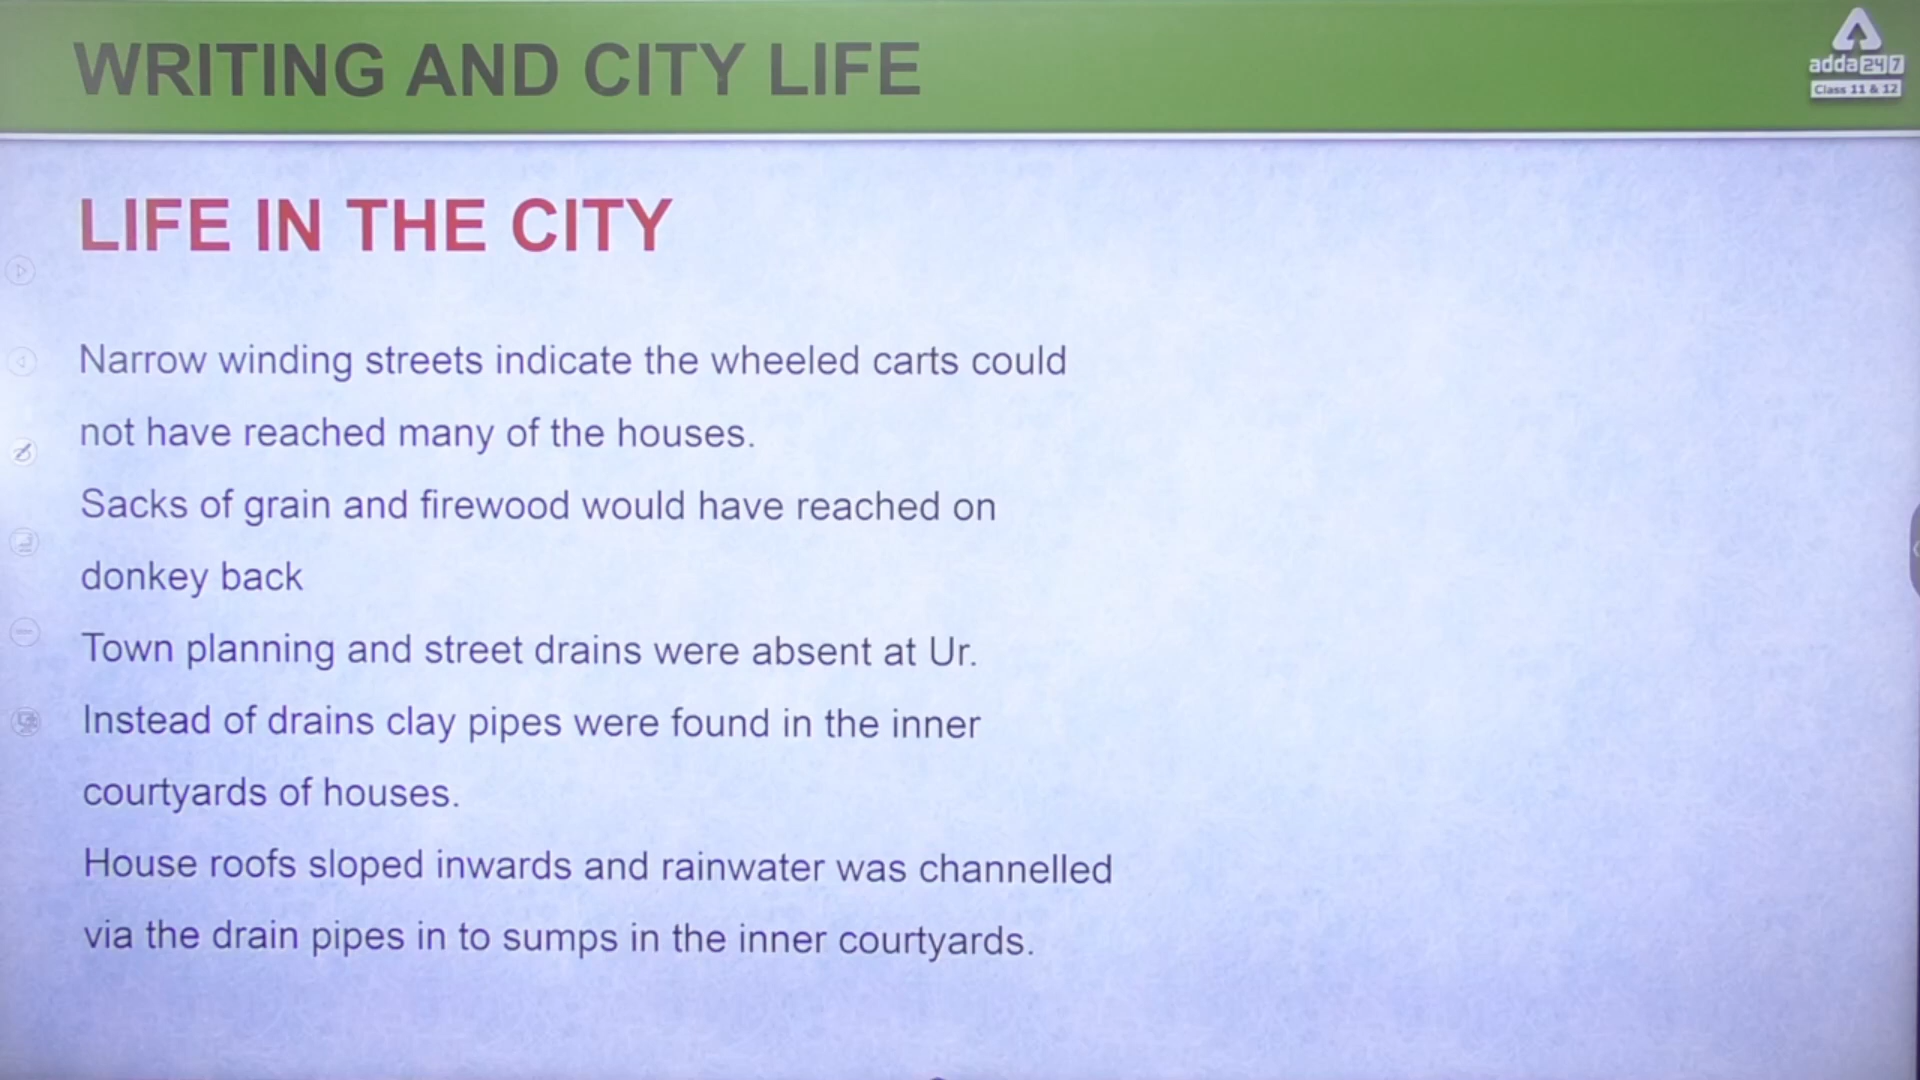 WRITING AND CITY LIFE
adda247
Class 11 & 12
LIFE IN THE CITY
Narrow winding streets indicate the wheeled carts could
not have reached many of the houses.
Sacks of grain and firewood would have reached on
donkey back
Town planning and street drains were absent at Ur.
Instead of drains clay pipes were found in the inner
courtyards of houses.
House roofs sloped inwards and rainwater was channelled
via the drain pipes in to sumps in the inner courtyards.